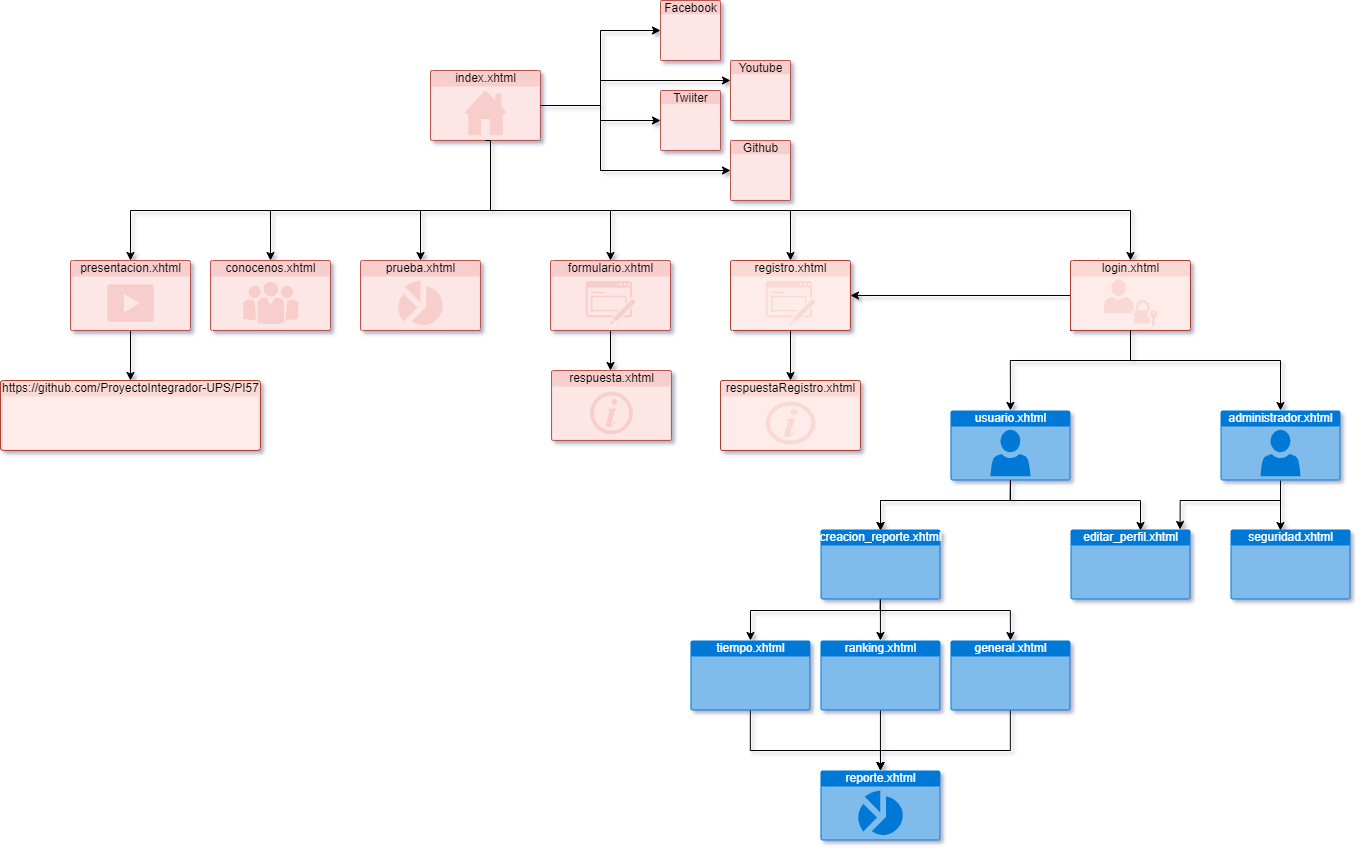 Facebook
index.xhtml
Youtube
Twiiter
Github
presentacion.xhtml
conocenos.xhtml
prueba.xhtml
formulario.xhtml
registro.xhtml
login.xhtml
https://github.com/ProyectoIntegrador-UPS/PI57
respuesta.xhtml
respuestaRegistro.xhtml
usuario.xhtml
administrador.xhtml
creacion_reporte.xhtml
editar_perfil.xhtml
seguridad.xhtml
tiempo.xhtml
ranking.xhtml
general.xhtml
reporte.xhtml